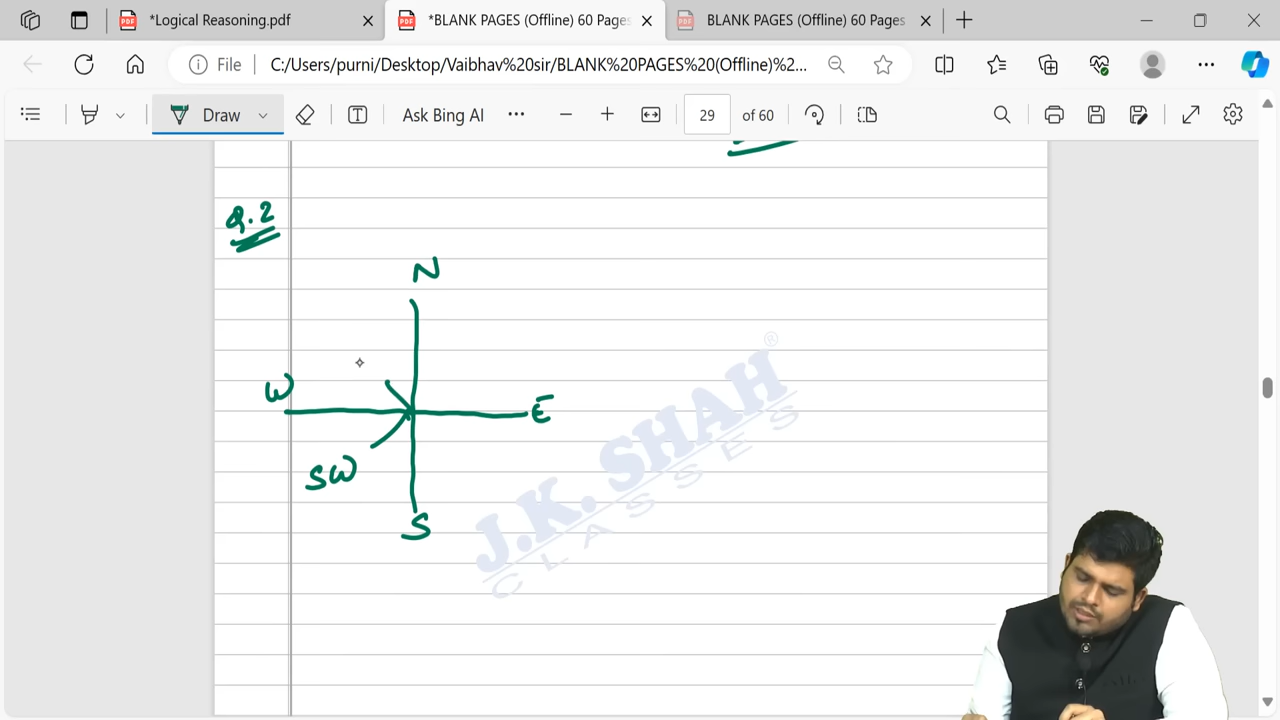 *Logical Reasoning.pdf
*BLANK PAGES (Offline) 60 Pages
BLANK PAGES (Offline) 60 Pages
File
C:/Users/purni/Desktop/Vaibhav%20sir/BLANK%20PAGES%20(Offline)%2...
Draw
Ask Bing AI
29 of 60
Q.2
N
W
E
SW
S
J.K. SHAH®
CLASSES